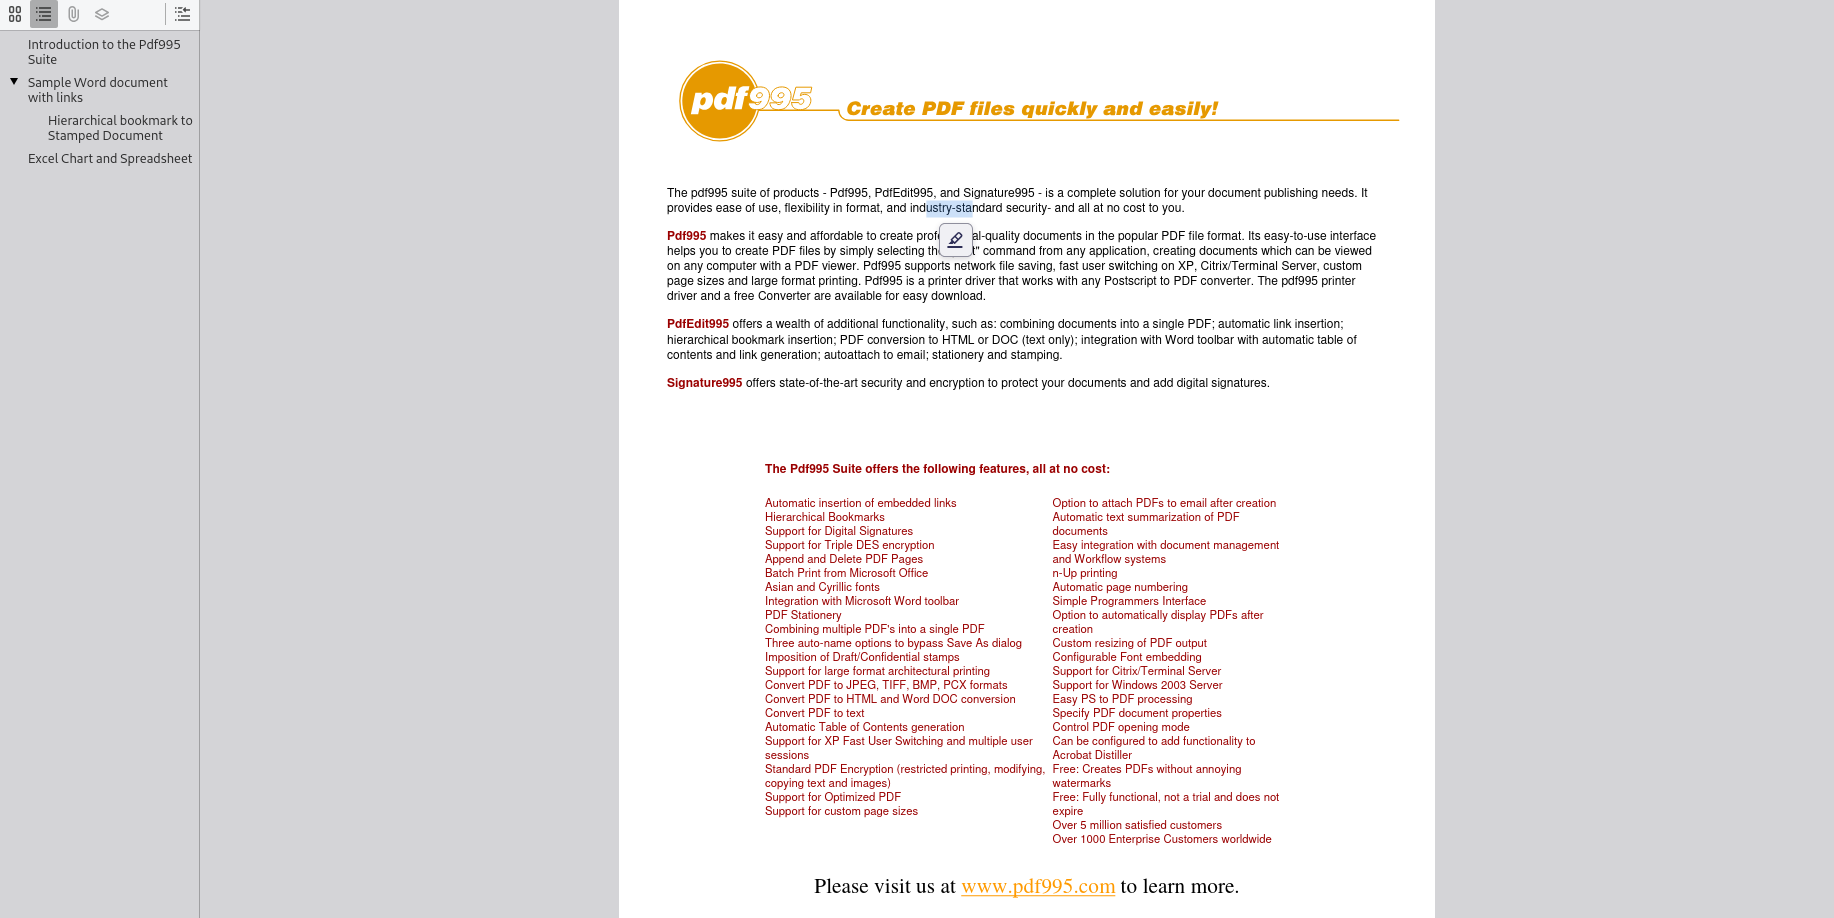 Introduction to the Pdf995
Suite
Sample Word document
with links
Hierarchical bookmark to
Stamped Document
Excel Chart and Spreadsheet
pdf995
Create PDF files quickly and easily!
The pdf995 suite of products - Pdf995, PdfEdit995, and Signature995 - is a complete solution for your document publishing needs. It
provides ease of use, flexibility in format, and industry-standard security- and all at no cost to you.
Pdf995 makes it easy and affordable to create prof al-quality documents in the popular PDF file format. Its easy-to-use interface
helps you to create PDF files by simply selecting th t" command from any application, creating documents which can be viewed
on any computer with a PDF viewer. Pdf995 supports network file saving, fast user switching on XP, Citrix/Terminal Server, custom
page sizes and large format printing. Pdf995 is a printer driver that works with any Postscript to PDF converter. The pdf995 printer
driver and a free Converter are available for easy download.
PdfEdit995 offers a wealth of additional functionality, such as: combining documents into a single PDF; automatic link insertion;
hierarchical bookmark insertion; PDF conversion to HTML or DOC (text only); integration with Word toolbar with automatic table of
contents and link generation; autoattach to email; stationery and stamping.
Signature995 offers state-of-the-art security and encryption to protect your documents and add digital signatures.
The Pdf995 Suite offers the following features, all at no cost:
Automatic insertion of embedded links
Hierarchical Bookmarks
Support for Digital Signatures
Support for Triple DES encryption
Append and Delete PDF Pages
Batch Print from Microsoft Office
Asian and Cyrillic fonts
Integration with Microsoft Word toolbar
PDF Stationery
Combining multiple PDF's into a single PDF
Three auto-name options to bypass Save As dialog
Imposition of Draft/Confidential stamps
Support for large format architectural printing
Convert PDF to JPEG, TIFF, BMP, PCX formats
Convert PDF to HTML and Word DOC conversion
Convert PDF to text
Automatic Table of Contents generation
Support for XP Fast User Switching and multiple user
sessions
Standard PDF Encryption (restricted printing, modifying,
copying text and images)
Support for Optimized PDF
Support for custom page sizes
Option to attach PDFs to email after creation
Automatic text summarization of PDF
documents
Easy integration with document management
and Workflow systems
n-Up printing
Automatic page numbering
Simple Programmers Interface
Option to automatically display PDFs after
creation
Custom resizing of PDF output
Configurable Font embedding
Support for Citrix/Terminal Server
Support for Windows 2003 Server
Easy PS to PDF processing
Specify PDF document properties
Control PDF opening mode
Can be configured to add functionality to
Acrobat Distiller
Free: Creates PDFs without annoying
watermarks
Free: Fully functional, not a trial and does not
expire
Over 5 million satisfied customers
Over 1000 Enterprise Customers worldwide
Please visit us at www.pdf995.com to learn more.